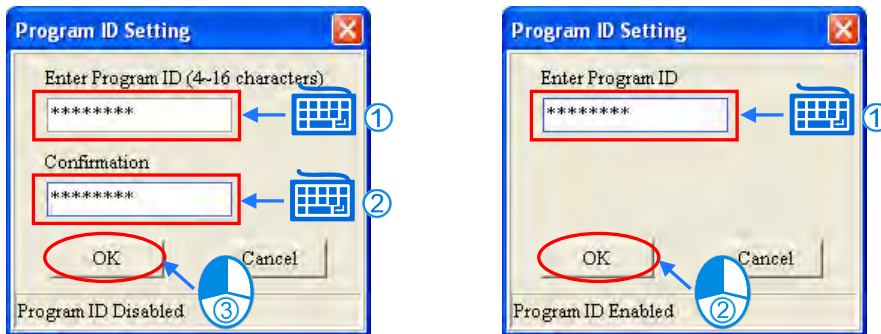 Program ID Setting
Enter Program ID (4~16 characters)
********
①
Confirmation
********
②
OK
Cancel
③
Program ID Disabled
Program ID Setting
Enter Program ID
********
①
OK
Cancel
②
Program ID Enabled